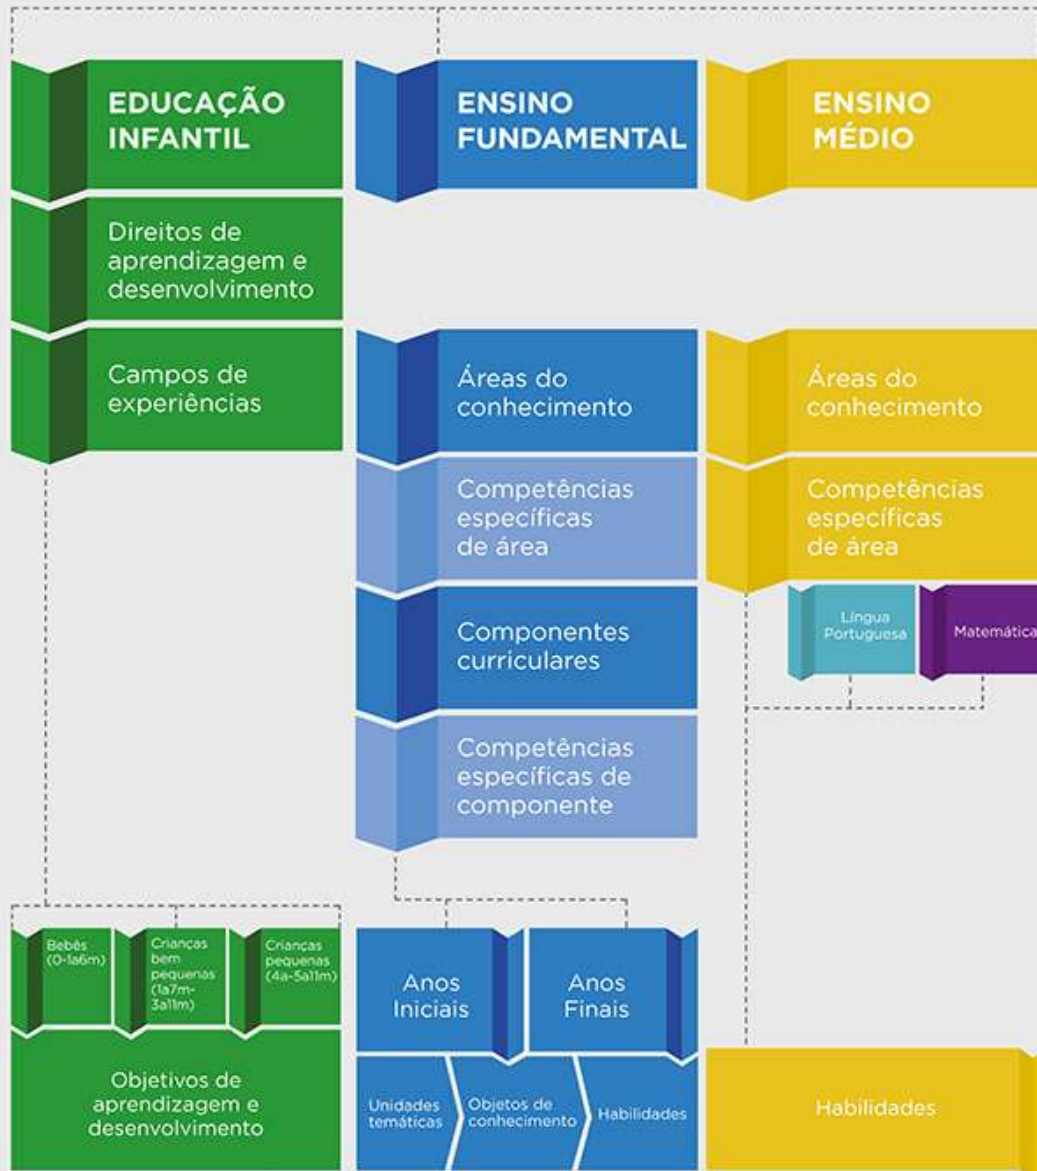 EDUCAÇÃO
INFANTIL
Direitos de
aprendizagem e
desenvolvimento
Campos de
experiências
Bebês
(0-1a6m)
Crianças
bem
pequenas
(1a7m-
3a11m)
Crianças
pequenas
(4a-5a11m)
Objetivos de
aprendizagem e
desenvolvimento
ENSINO
FUNDAMENTAL
Áreas do
conhecimento
Competências
específicas
de área
Componentes
curriculares
Competências
específicas de
componente
Anos
Iniciais
Anos
Finais
Unidades
temáticas
Objetos de
conhecimento
Habilidades
ENSINO
MÉDIO
Áreas do
conhecimento
Competências
específicas
de área
Língua
Portuguesa
Matemática
Habilidades